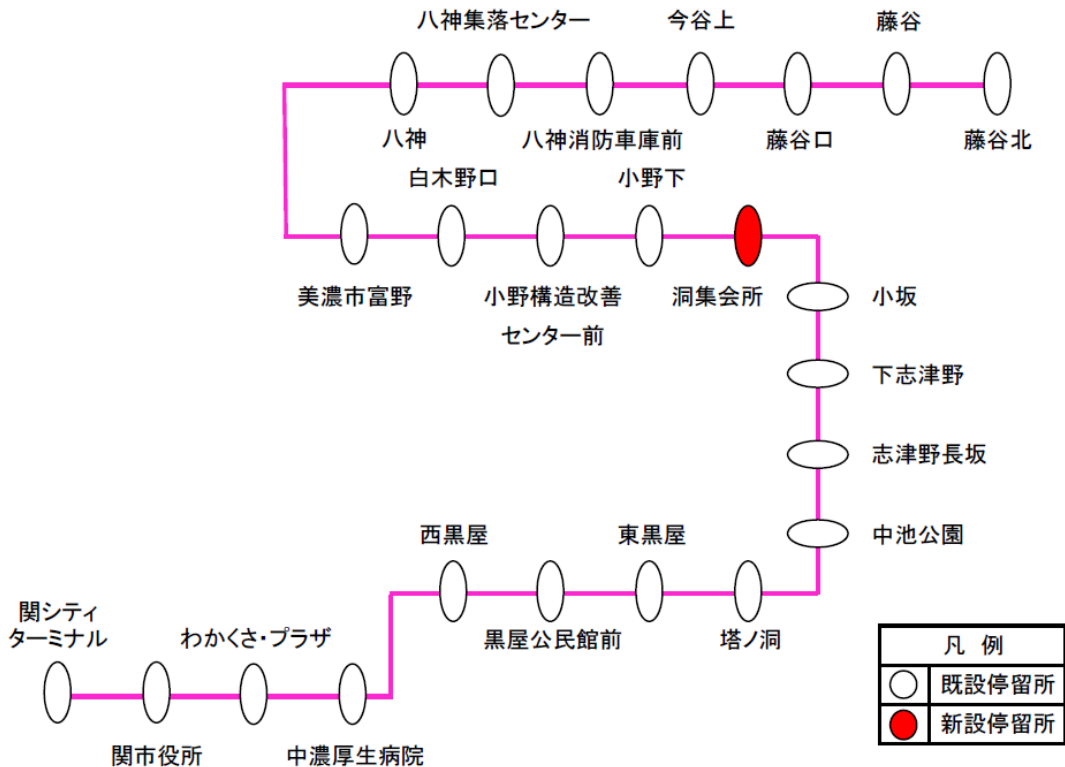 八神集落センター
今谷上
藤谷
八神
八神消防車庫前
藤谷口
藤谷北
白木野口
小野下
美濃市富野
小野構造改善
センター前
洞集会所
小坂
下志津野
志津野長坂
中池公園
西黒屋
東黒屋
黒屋公民館前
塔ノ洞
関シティ
ターミナル
わかくさ・プラザ
関市役所
中濃厚生病院
凡 例
既設停留所
新設停留所